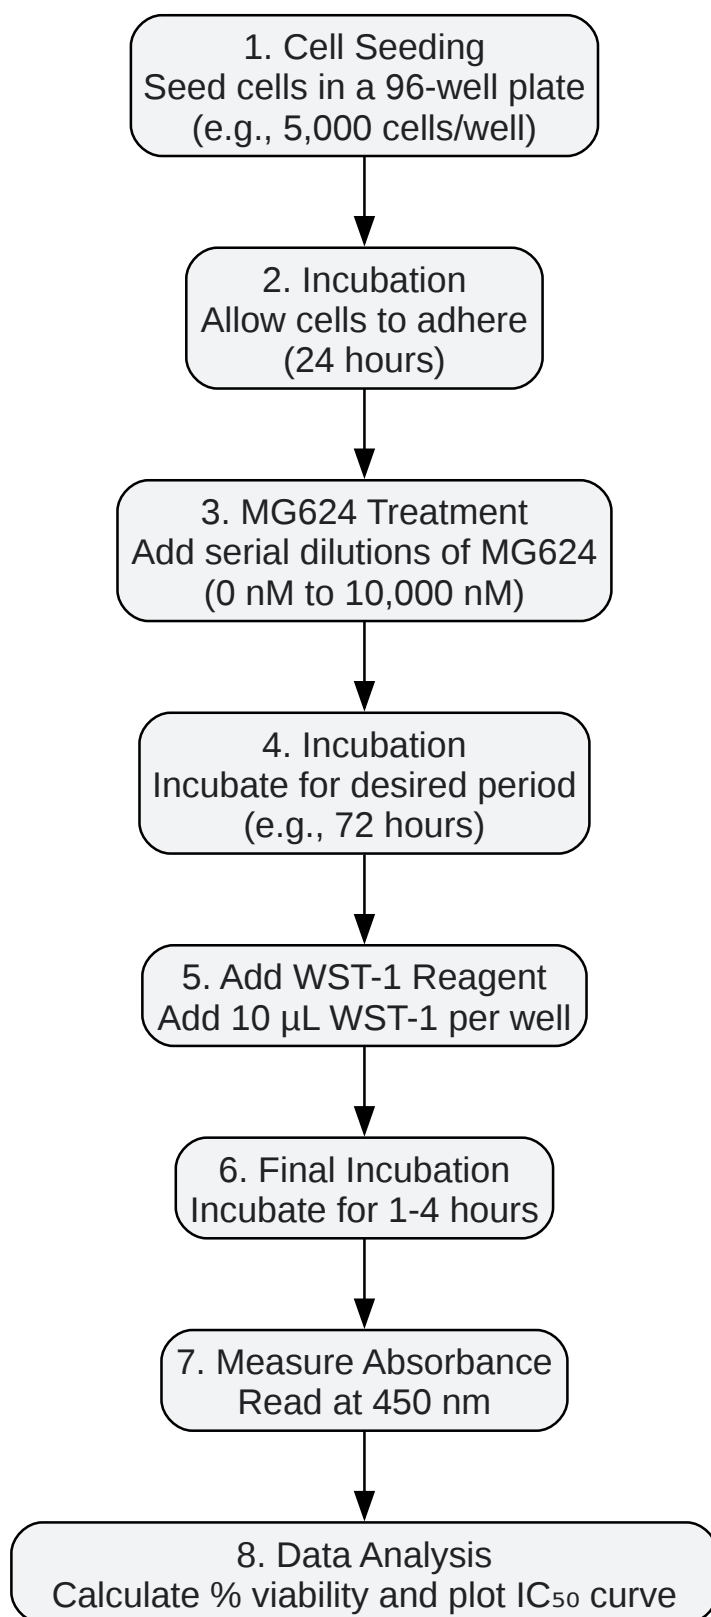 1. Cell Seeding
Seed cells in a 96-well plate
(e.g., 5,000 cells/well)
2. Incubation
Allow cells to adhere
(24 hours)
3. MG624 Treatment
Add serial dilutions of MG624
(0 nM to 10,000 nM)
4. Incubation
Incubate for desired period
(e.g., 72 hours)
5. Add WST-1 Reagent
Add 10 µL WST-1 per well
6. Final Incubation
Incubate for 1-4 hours
7. Measure Absorbance
Read at 450 nm
8. Data Analysis
Calculate % viability and plot IC₅₀ curve